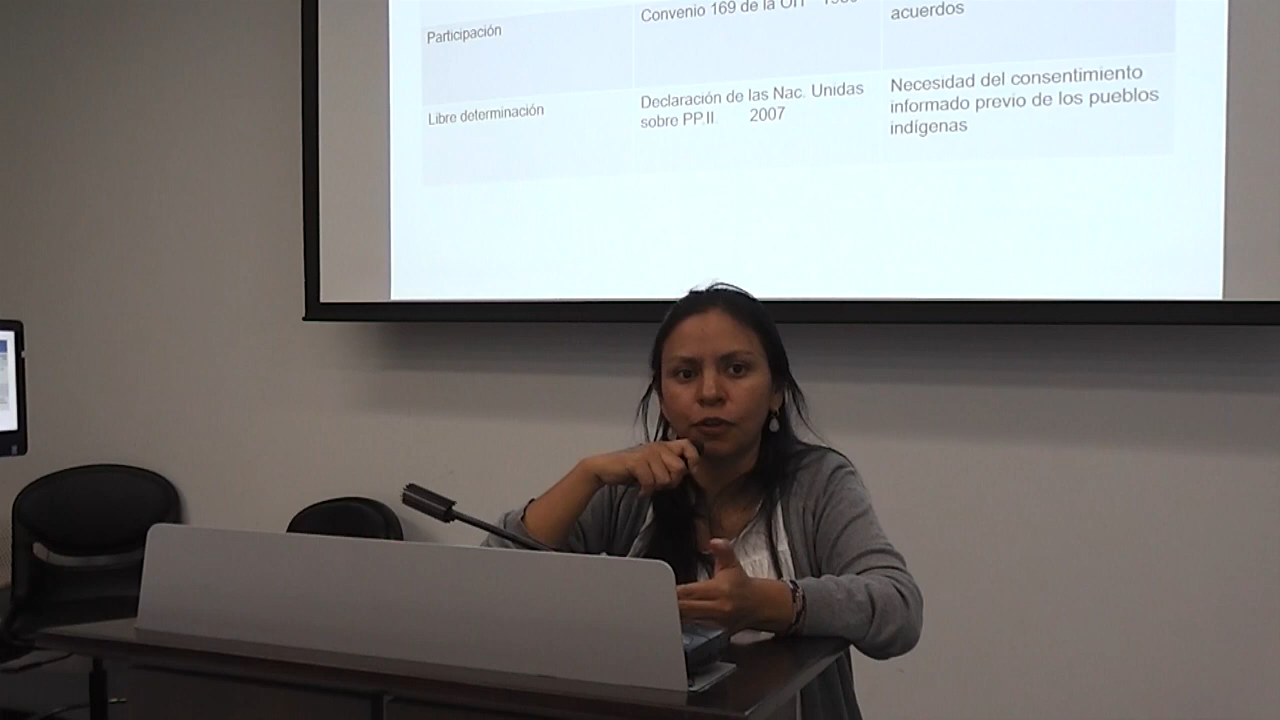 Participación
Convenio 169 de la OIT
acuerdos
Libre determinación
Declaración de las Nac. Unidas
sobre PP.II. 2007
Necesidad del consentimiento
informado previo de los pueblos
indígenas